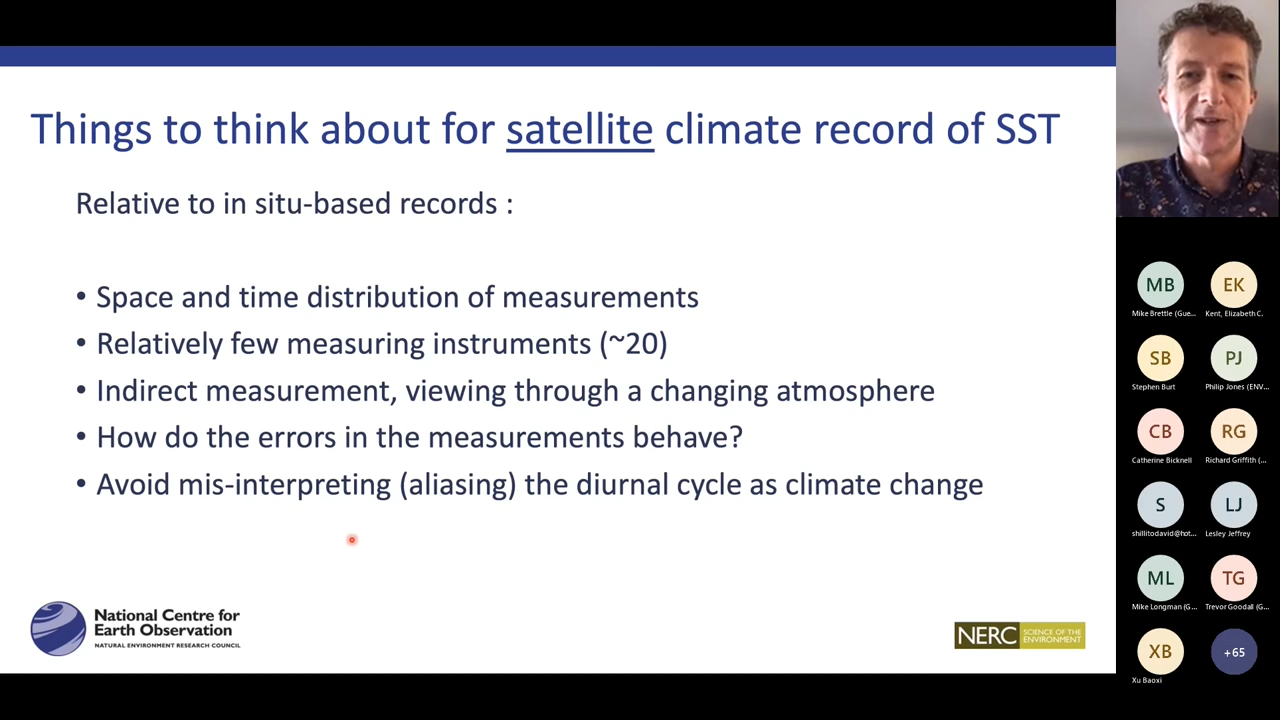 Things to think about for satellite climate record of SST
Relative to in situ-based records :
• Space and time distribution of measurements
• Relatively few measuring instruments (~20)
• Indirect measurement, viewing through a changing atmosphere
• How do the errors in the measurements behave?
• Avoid mis-interpreting (aliasing) the diurnal cycle as climate change
National Centre for
Earth Observation
NATURAL ENVIRONMENT RESEARCH COUNCIL
NERC SCIENCE OF THE
ENVIRONMENT
MB EK
Mike Brettle (Gue... Kent, Elizabeth C.
SB PJ
Stephen Burt Philip Jones (ENV...
CB RG
Catherine Bicknell Richard Griffith (...
S LJ
shillitodavid@hot... Lesley Jeffrey
ML TG
Mike Longman (G... Trevor Goodall (G...
XB +65
Xu Baoxi